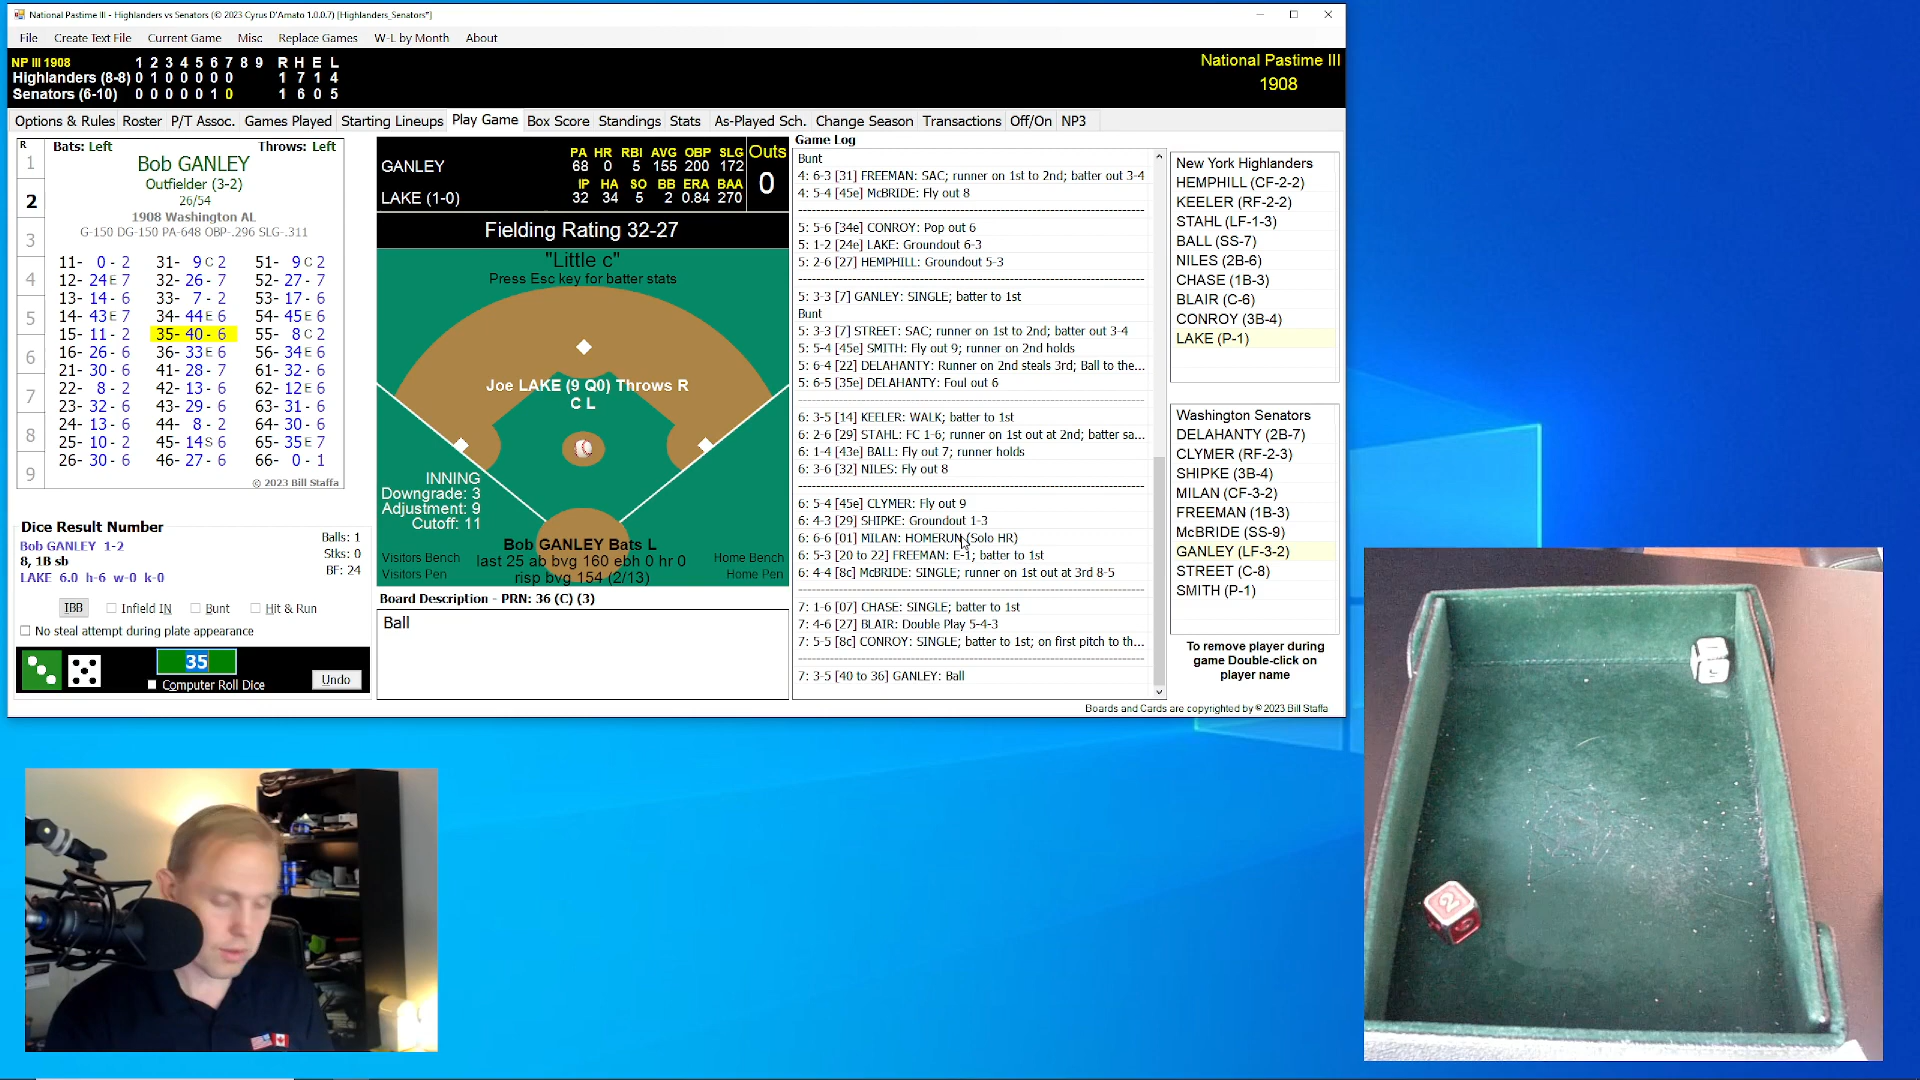 National Pastime III - Highlanders vs Senators (© 2023 Cyrus D'Amato 1.0.0.7) [Highlanders_Senators*]
File Create Text File Current Game Misc Replace Games W-L by Month About
NP III 1908 1 2 3 4 5 6 7 8 9 R H E L
Highlanders (8-8) 0 1 0 0 0 0 0 1 7 1 4
Senators (6-10) 0 0 0 0 0 1 0 1 6 0 5
National Pastime III
1908
Options & Rules Roster P/T Assoc. Games Played Starting Lineups Play Game Box Score Standings Stats As-Played Sch. Change Season Transactions Off/On NP3
R
1
2
3
4
5
6
7
8
9
Bats: Left Throws: Left
Bob GANLEY
Outfielder (3-2)
26/54
1908 Washington AL
G-150 DG-150 PA-648 OBP-.296 SLG-.311
11- 0 - 2 31- 9 C 2 51- 9 C 2
12- 24 E 7 32- 26 - 7 52- 27 - 7
13- 14 - 6 33- 7 - 2 53- 17 - 6
14- 43 E 7 34- 44 E 6 54- 45 E 6
15- 11 - 2 35- 40 - 6 55- 8 C 2
16- 26 - 6 36- 33 E 6 56- 34 E 6
21- 30 - 6 41- 28 - 7 61- 32 - 6
22- 8 - 2 42- 13 - 6 62- 12 E 6
23- 32 - 6 43- 29 - 6 63- 31 - 6
24- 13 - 6 44- 8 - 2 64- 30 - 6
25- 10 - 2 45- 14 S 6 65- 35 E 7
26- 30 - 6 46- 27 - 6 66- 0 - 1
© 2023 Bill Staffa
Dice Result Number
Bob GANLEY 1-2
8, 1B sb
LAKE 6.0 h-6 w-0 k-0
Balls: 1
Stks: 0
BF: 24
IBB Infield IN Bunt Hit & Run
No steal attempt during plate appearance
35
Computer Roll Dice
Undo
GANLEY
LAKE (1-0)
PA HR RBI AVG OBP SLG
68 0 5 155 200 172
IP HA SO BB ERA BAA
32 34 5 2 0.84 270
Outs
0
Fielding Rating 32-27
"Little c"
Press Esc key for batter stats
Joe LAKE (9 Q0) Throws R
C L
INNING
Downgrade: 3
Adjustment: 9
Cutoff: 11
Bob GANLEY Bats L
Visitors Bench last 25 ab bvg 160 ebh 0 hr 0 Home Bench
Visitors Pen risp bvg 154 (2/13) Home Pen
Board Description - PRN: 36 (C) (3)
Ball
Game Log
Bunt
4: 6-3 [31] FREEMAN: SAC; runner on 1st to 2nd; batter out 3-4
4: 5-4 [45e] McBRIDE: Fly out 8
5: 5-6 [34e] CONROY: Pop out 6
5: 1-2 [24e] LAKE: Groundout 6-3
5: 2-6 [27] HEMPHILL: Groundout 5-3
5: 3-3 [7] GANLEY: SINGLE; batter to 1st
Bunt
5: 3-3 [7] STREET: SAC; runner on 1st to 2nd; batter out 3-4
5: 5-4 [45e] SMITH: Fly out 9; runner on 2nd holds
5: 6-4 [22] DELAHANTY: Runner on 2nd steals 3rd; Ball to the...
5: 6-5 [35e] DELAHANTY: Foul out 6
6: 3-5 [14] KEELER: WALK; batter to 1st
6: 2-6 [29] STAHL: FC 1-6; runner on 1st out at 2nd; batter sa...
6: 1-4 [43e] BALL: Fly out 7; runner holds
6: 3-6 [32] NILES: Fly out 8
6: 5-4 [45e] CLYMER: Fly out 9
6: 4-3 [29] SHIPKE: Groundout 1-3
6: 6-6 [01] MILAN: HOMERUN (Solo HR)
6: 5-3 [20 to 22] FREEMAN: E-1; batter to 1st
6: 4-4 [8c] McBRIDE: SINGLE; runner on 1st out at 3rd 8-5
7: 1-6 [07] CHASE: SINGLE; batter to 1st
7: 4-6 [27] BLAIR: Double Play 5-4-3
7: 5-5 [8c] CONROY: SINGLE; batter to 1st; on first pitch to th...
7: 3-5 [40 to 36] GANLEY: Ball
New York Highlanders
HEMPHILL (CF-2-2)
KEELER (RF-2-2)
STAHL (LF-1-3)
BALL (SS-7)
NILES (2B-6)
CHASE (1B-3)
BLAIR (C-6)
CONROY (3B-4)
LAKE (P-1)
Washington Senators
DELAHANTY (2B-7)
CLYMER (RF-2-3)
SHIPKE (3B-4)
MILAN (CF-3-2)
FREEMAN (1B-3)
McBRIDE (SS-9)
GANLEY (LF-3-2)
STREET (C-8)
SMITH (P-1)
To remove player during
game Double-click on
player name
Boards and Cards are copyrighted by © 2023 Bill Staffa
2